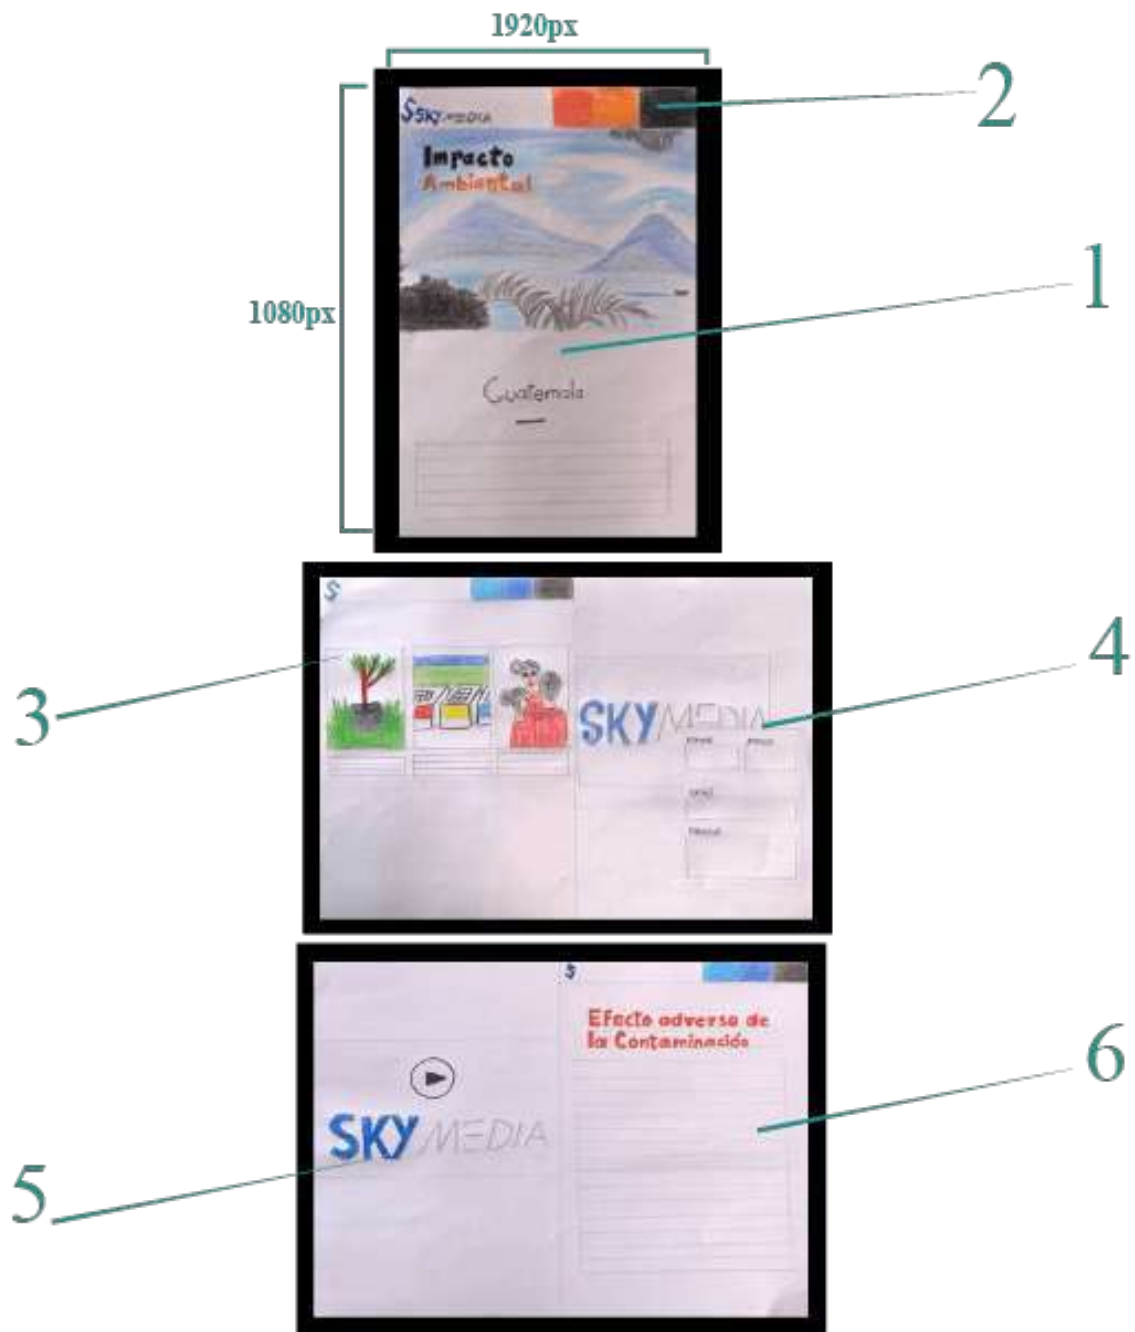 1920px
2
SSKYMEDIA
Impacto
Ambiental
1
1080px
Guatemala
S
3
4
SKYMEDIA
S
Efecto adverso de
la Contaminación
6
SKYMEDIA
5